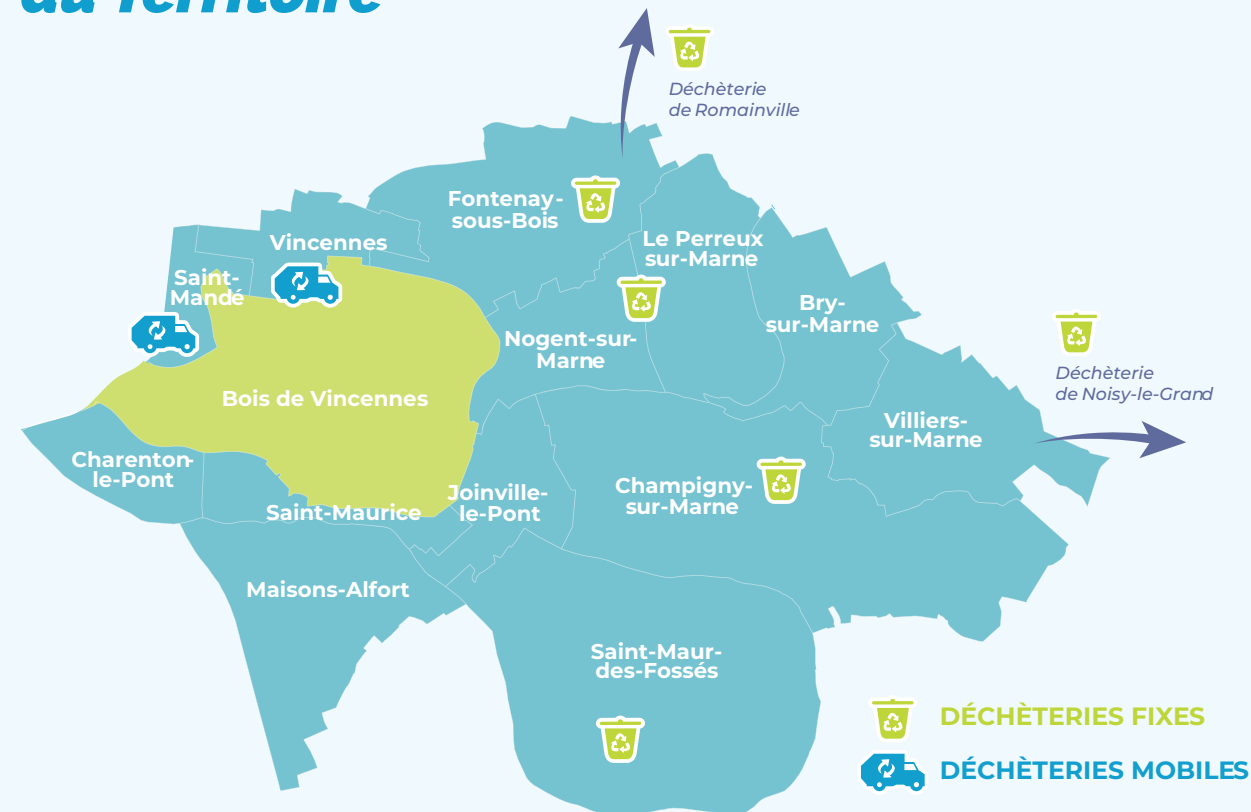 du Territoire
Déchèterie
de Romainville
Fontenay-
sous-Bois
Vincennes
Le Perreux
sur-Marne
Saint-
Mandé
Bry-
sur-Marne
Nogent-sur-
Marne
Déchèterie
de Noisy-le-Grand
Bois de Vincennes
Villiers-
sur-Marne
Charenton-
le-Pont
Joinville-
le-Pont
Champigny-
sur-Marne
Saint-Maurice
Maisons-Alfort
Saint-Maur-
des-Fossés
DÉCHÈTERIES FIXES
DÉCHÈTERIES MOBILES